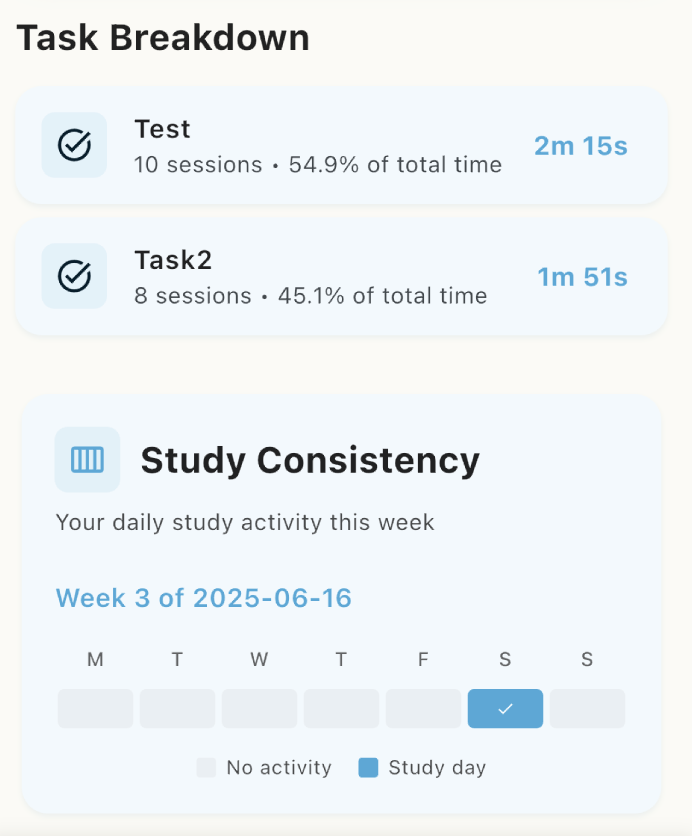 Task Breakdown
Test
10 sessions • 54.9% of total time
2m 15s
Task2
8 sessions • 45.1% of total time
1m 51s
Study Consistency
Your daily study activity this week
Week 3 of 2025-06-16
M T W T F S S
No activity Study day